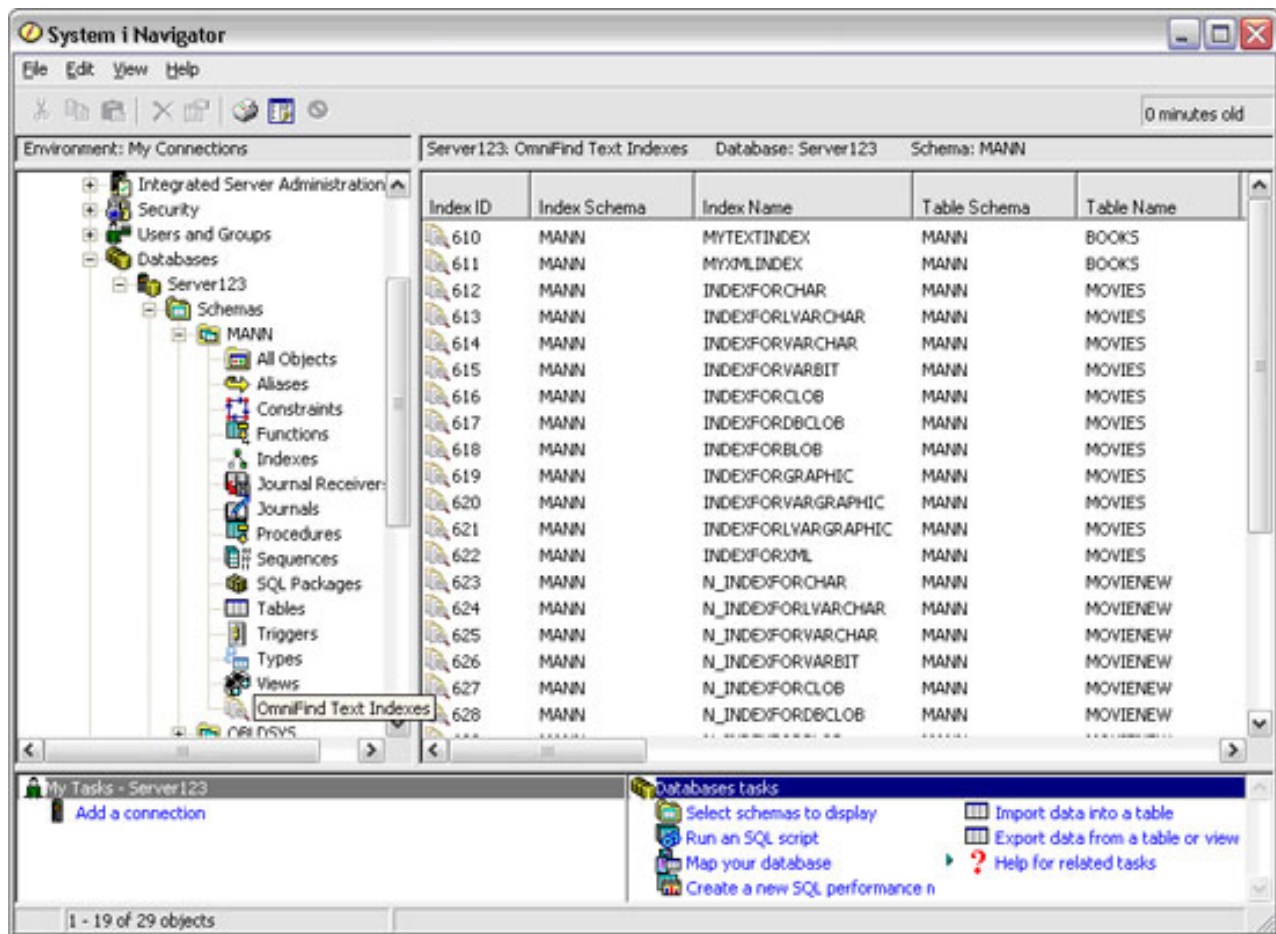 System i Navigator
File Edit View Help
0 minutes old
Environment: My Connections
Server123: OmniFind Text Indexes Database: Server123 Schema: MANN
Integrated Server Administration
Security
Users and Groups
Databases
Server123
Schemas
MANN
All Objects
Aliases
Constraints
Functions
Indexes
Journal Receiver
Journals
Procedures
Sequences
SQL Packages
Tables
Triggers
Types
Views
OmniFind Text Indexes
QBLDSYS
Index ID Index Schema Index Name Table Schema Table Name
610 MANN MYTEXTINDEX MANN BOOKS
611 MANN MYXMLINDEX MANN BOOKS
612 MANN INDEXFORCHAR MANN MOVIES
613 MANN INDEXFORLVARCHAR MANN MOVIES
614 MANN INDEXFORVARCHAR MANN MOVIES
615 MANN INDEXFORVARBIT MANN MOVIES
616 MANN INDEXFORCLOB MANN MOVIES
617 MANN INDEXFORDBCLOB MANN MOVIES
618 MANN INDEXFORBLOB MANN MOVIES
619 MANN INDEXFORGRAPHIC MANN MOVIES
620 MANN INDEXFORVARGRAPHIC MANN MOVIES
621 MANN INDEXFORLVARGRAPHIC MANN MOVIES
622 MANN INDEXFORXML MANN MOVIES
623 MANN N_INDEXFORCHAR MANN MOVIENEW
624 MANN N_INDEXFORLVARCHAR MANN MOVIENEW
625 MANN N_INDEXFORVARCHAR MANN MOVIENEW
626 MANN N_INDEXFORVARBIT MANN MOVIENEW
627 MANN N_INDEXFORCLOB MANN MOVIENEW
628 MANN N_INDEXFORDBCLOB MANN MOVIENEW
My Tasks - Server123
Add a connection
Databases tasks
Select schemas to display
Run an SQL script
Map your database
Create a new SQL performance n
Import data into a table
Export data from a table or view
Help for related tasks
1 - 19 of 29 objects